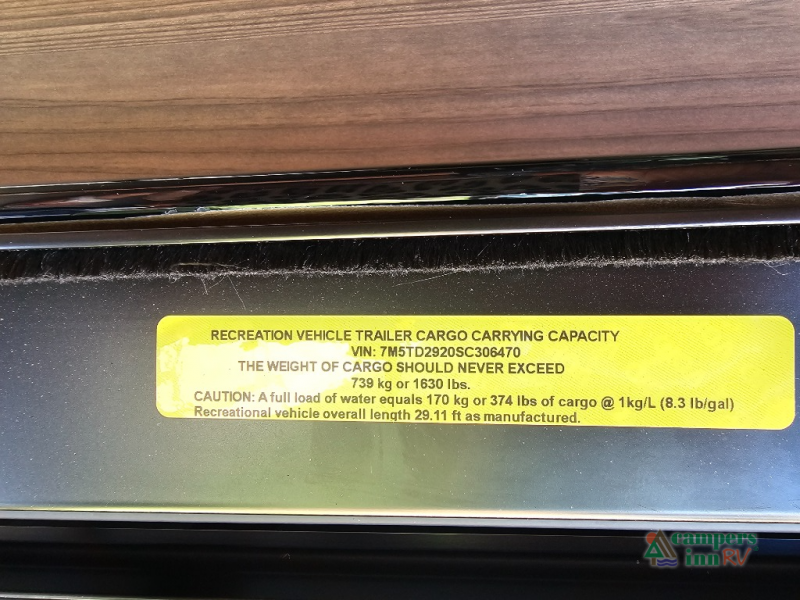 RECREATION VEHICLE TRAILER CARGO CARRYING CAPACITY
VIN: 7M5TD2920SC306470
THE WEIGHT OF CARGO SHOULD NEVER EXCEED
739 kg or 1630 lbs.
CAUTION: A full load of water equals 170 kg or 374 lbs of cargo @ 1kg/L (8.3 lb/gal)
Recreational vehicle overall length 29.11 ft as manufactured.
campers
inn RV